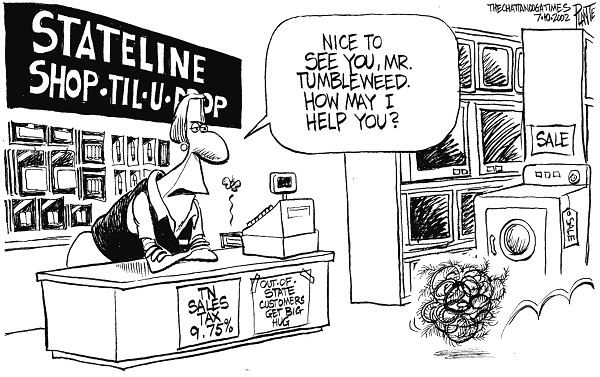 THE CHATTANOOGA TIMES
7·10·2002
PLANTE
STATELINE
SHOP·TIL·U·DROP
NICE TO
SEE YOU, MR.
TUMBLEWEED.
HOW MAY I
HELP YOU?
SALE
SALE
TN
SALES
TAX
9.75%
OUT-OF-
STATE
CUSTOMERS
GET BIG
HUG